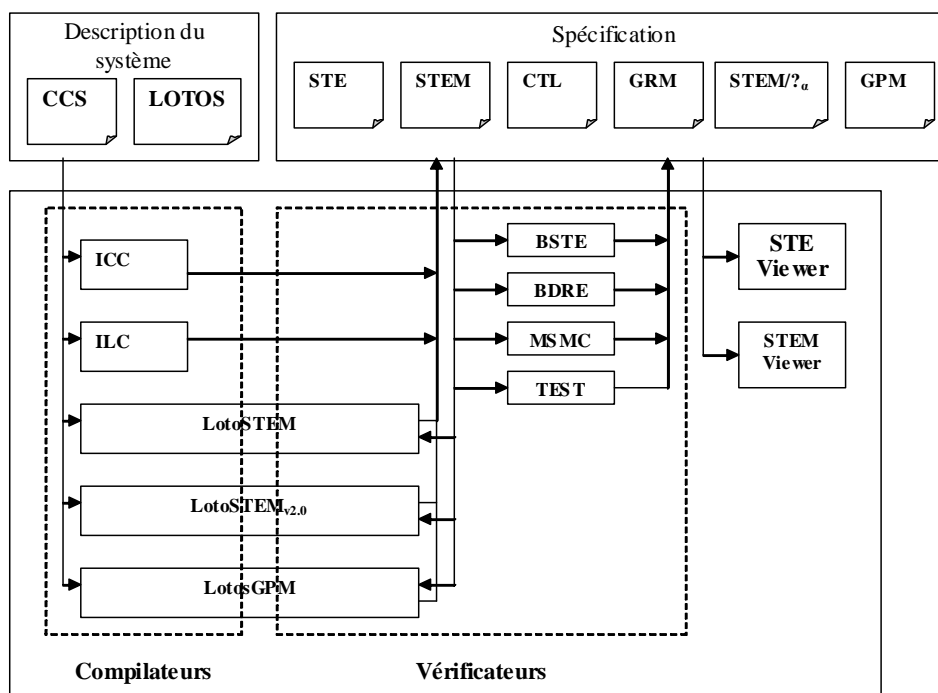 Description du
système
CCS
LOTOS
Spécification
STE
STEM
CTL
GRM
STEM/?α
GPM
ICC
ILC
LotoSTEM
LotoSTEMv2.0
LotosGPM
BSTE
BDRE
MSMC
TEST
STE
Viewer
STEM
Viewer
Compilateurs
Vérificateurs